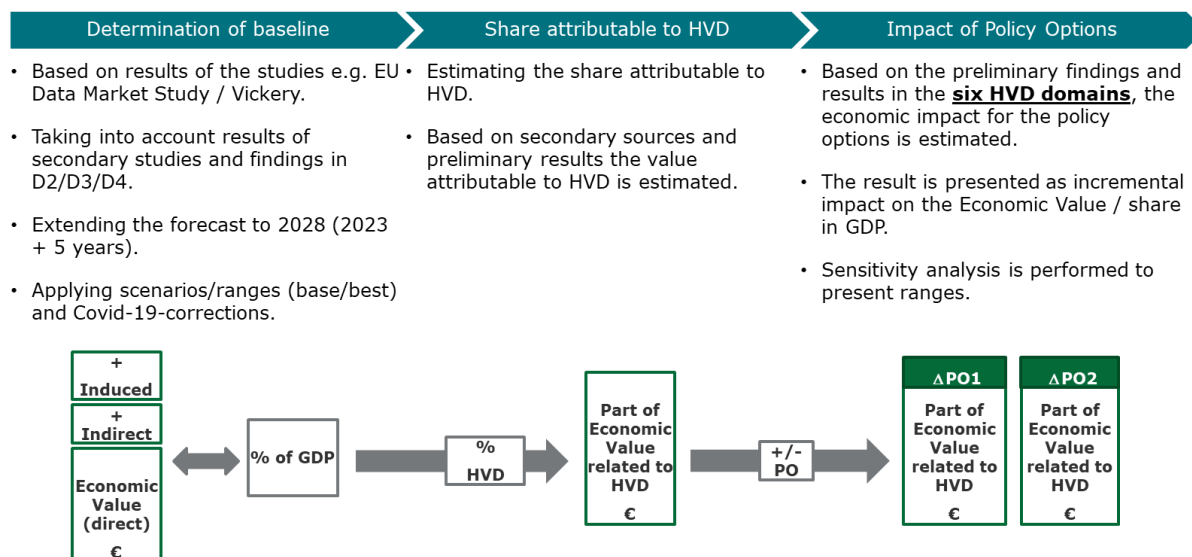 Determination of baseline
Share attributable to HVD
Impact of Policy Options
• Based on results of the studies e.g. EU
Data Market Study / Vickery.
• Taking into account results of
secondary studies and findings in
D2/D3/D4.
• Extending the forecast to 2028 (2023
+ 5 years).
• Applying scenarios/ranges (base/best)
and Covid-19-corrections.
• Estimating the share attributable to
HVD.
• Based on secondary sources and
preliminary results the value
attributable to HVD is estimated.
• Based on the preliminary findings and
results in the six HVD domains, the
economic impact for the policy
options is estimated.
• The result is presented as incremental
impact on the Economic Value / share
in GDP.
• Sensitivity analysis is performed to
present ranges.
+
Induced
+
Indirect
Economic
Value
(direct)
€
% of GDP
%
HVD
Part of
Economic
Value
related to
HVD
€
+/-
PO
ΔPO1
Part of
Economic
Value
related to
HVD
€
ΔPO2
Part of
Economic
Value
related to
HVD
€